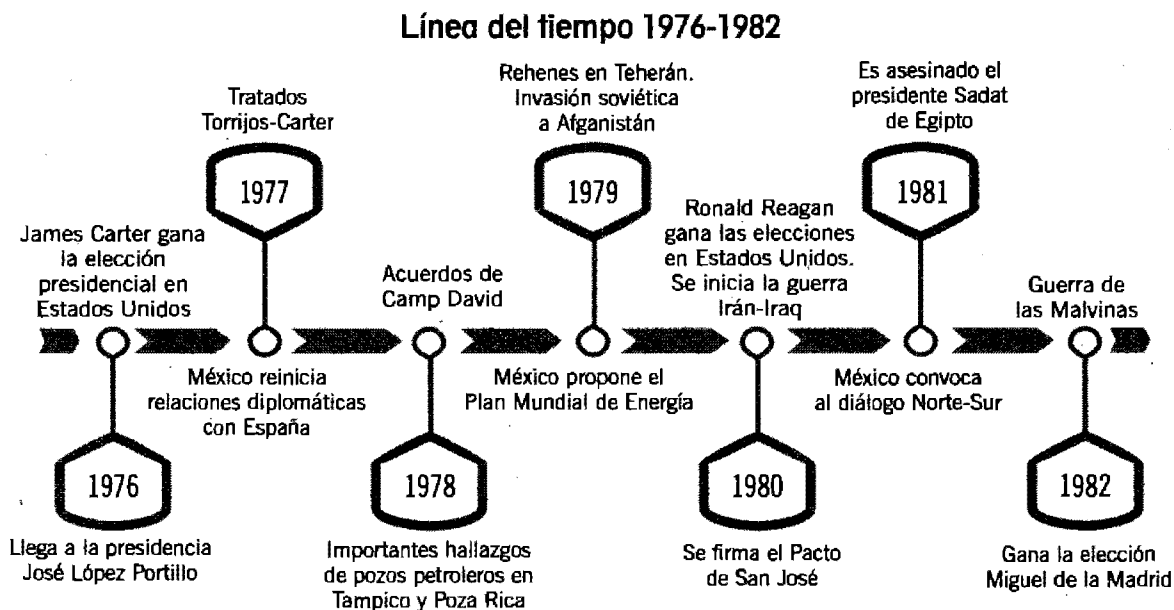 Línea del tiempo 1976-1982
James Carter gana
la elección
presidencial en
Estados Unidos
1976
Llega a la presidencia
José López Portillo
Tratados
Torrijos-Carter
1977
México reinicia
relaciones diplomáticas
con España
Acuerdos de
Camp David
1978
Importantes hallazgos
de pozos petroleros en
Tampico y Poza Rica
Rehenes en Teherán.
Invasión soviética
a Afganistán
1979
México propone el
Plan Mundial de Energía
Ronald Reagan
gana las elecciones
en Estados Unidos.
Se inicia la guerra
Irán-Iraq
1980
Se firma el Pacto
de San José
Es asesinado el
presidente Sadat
de Egipto
1981
México convoca
al diálogo Norte-Sur
Guerra de
las Malvinas
1982
Gana la elección
Miguel de la Madrid